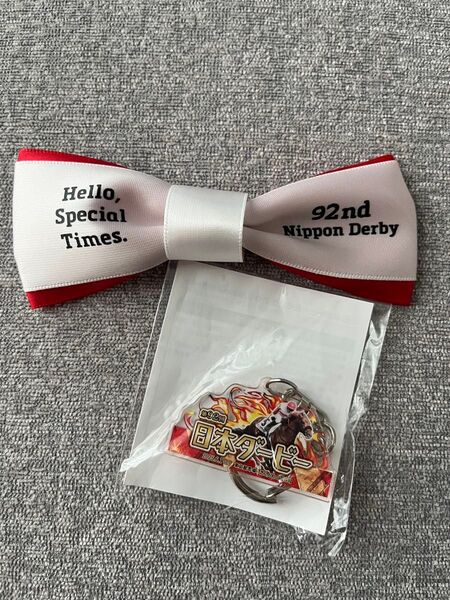 Hello,
Special
Times.
92nd
Nippon Derby
日本ダービー